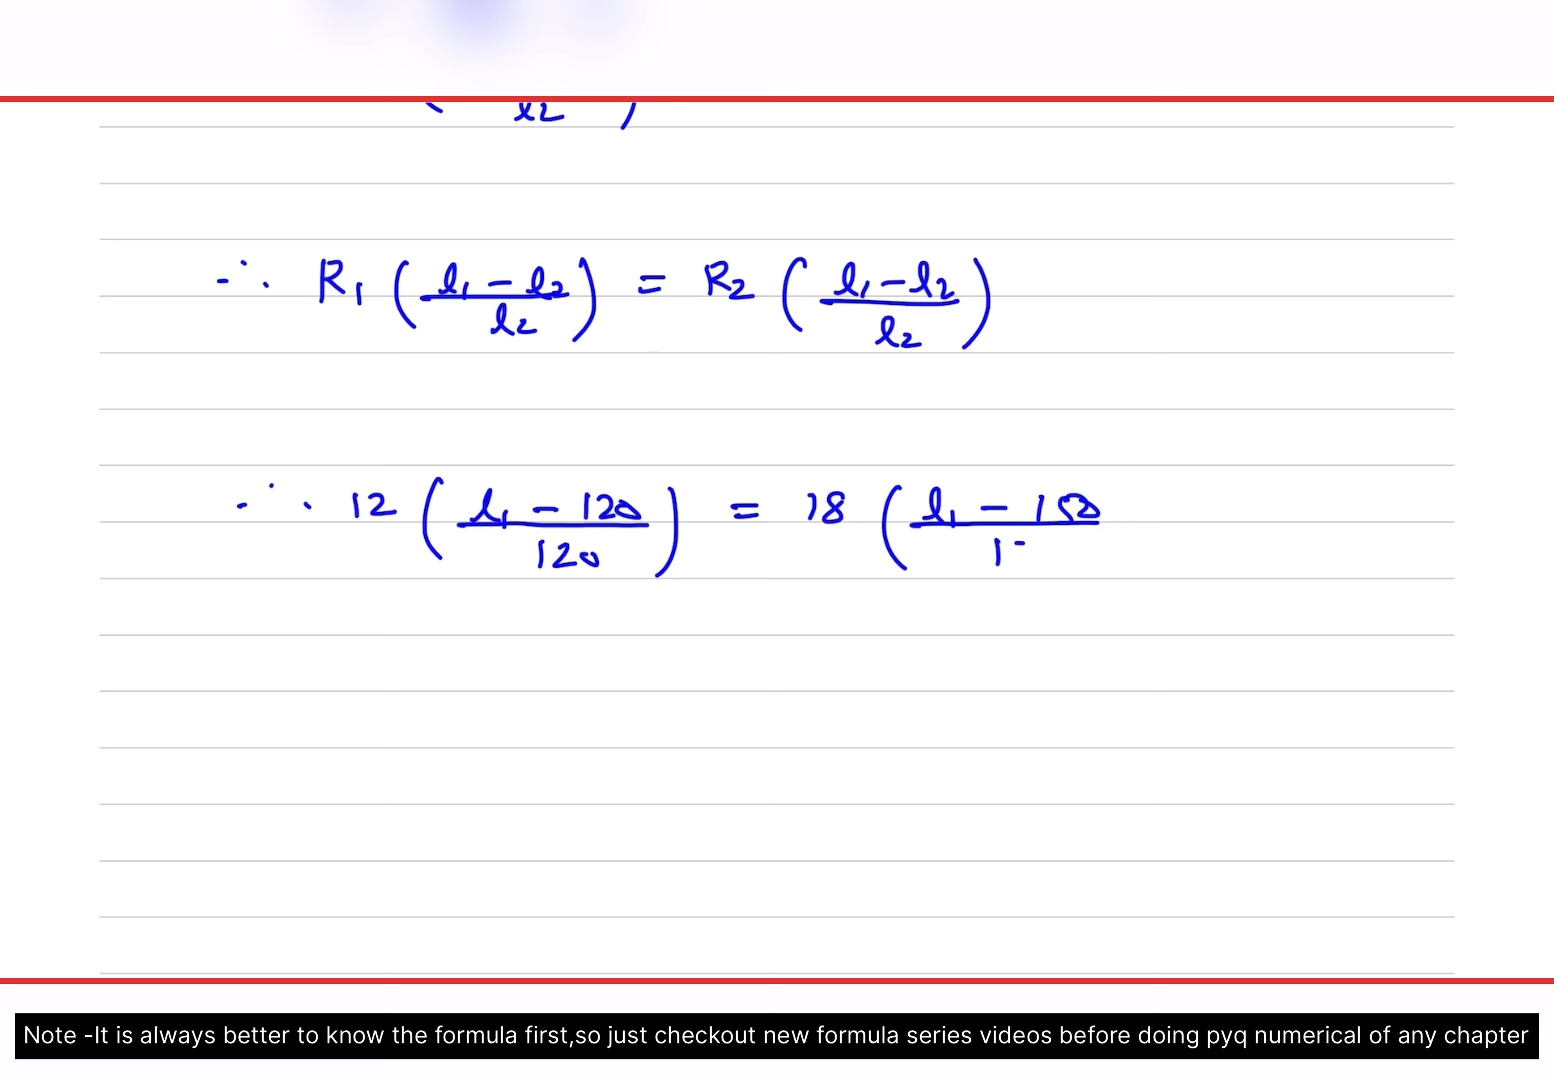 l2 )
∴ R1 ( l1 - l2 / l2 ) = R2 ( l1 - l2 / l2 )
∴ 12 ( l1 - 120 / 120 ) = 18 ( l1 - 150 / 1-
Note -It is always better to know the formula first,so just checkout new formula series videos before doing pyq numerical of any chapter